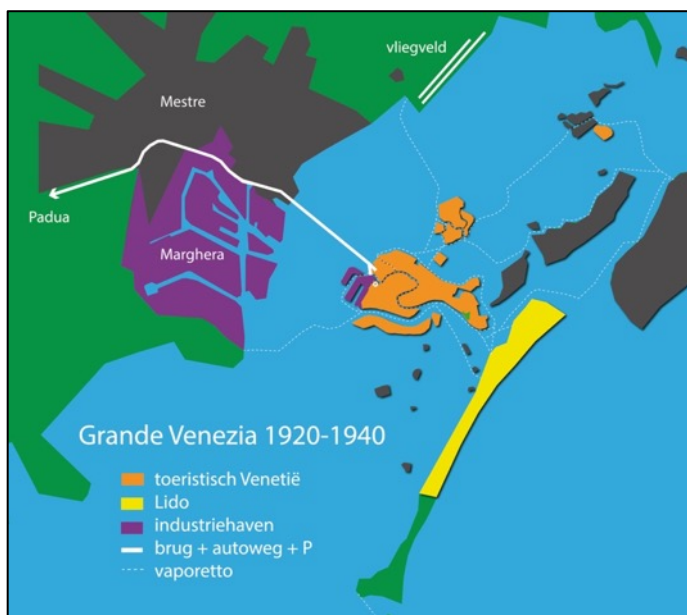 vliegveld
Mestre
Padua
Marghera
Grande Venezia 1920-1940
toeristisch Venetië
Lido
industriehaven
brug + autoweg + P
vaporetto